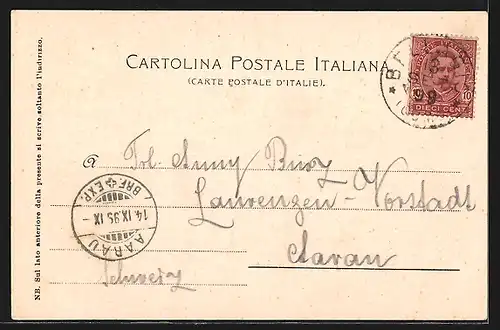 CARTOLINA POSTALE ITALIANA
(CARTE POSTALE D'ITALIE).
10
DIECI CENT
Frl. Anny
Laurenzen-Vorstadt
Aarau
Schweiz
BRF EXP.
14. IX. 95. IX
AARAU
NB. Sul lato anteriore della presente si scrive soltanto l'indirizzo.